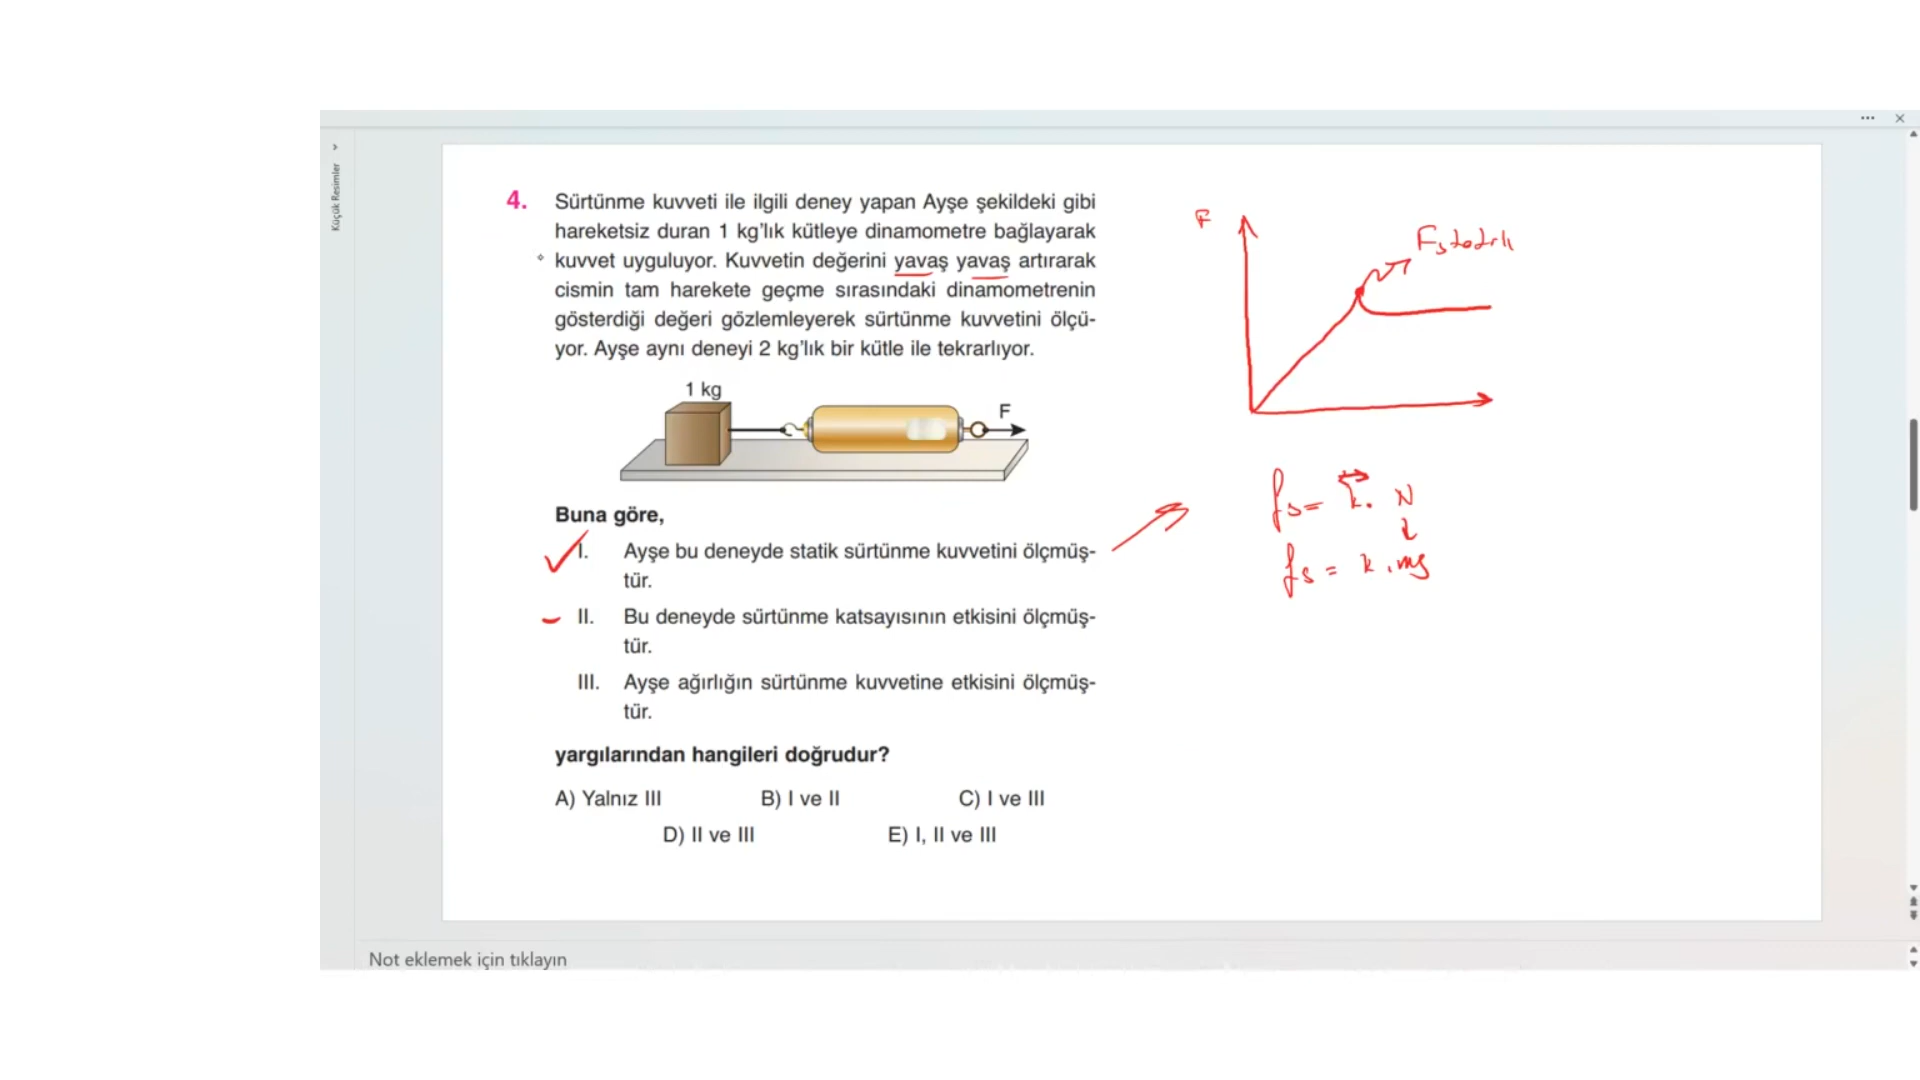 Küçük Resimler
4. Sürtünme kuvveti ile ilgili deney yapan Ayşe şekildeki gibi
hareketsiz duran 1 kg'lık kütleye dinamometre bağlayarak
kuvvet uyguluyor. Kuvvetin değerini yavaş yavaş artırarak
cismin tam harekete geçme sırasındaki dinamometrenin
gösterdiği değeri gözlemleyerek sürtünme kuvvetini ölçü-
yor. Ayşe aynı deneyi 2 kg'lık bir kütle ile tekrarlıyor.
1 kg
F
Buna göre,
I. Ayşe bu deneyde statik sürtünme kuvvetini ölçmüş-
tür.
II. Bu deneyde sürtünme katsayısının etkisini ölçmüş-
tür.
III. Ayşe ağırlığın sürtünme kuvvetine etkisini ölçmüş-
tür.
yargılarından hangileri doğrudur?
A) Yalnız III B) I ve II C) I ve III
D) II ve III E) I, II ve III
F
fs = k. N
fs = k. mg
Not eklemek için tıklayın